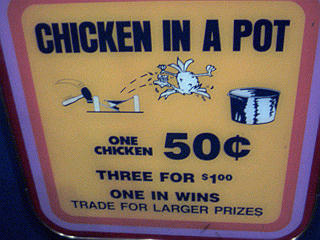 CHICKEN IN A POT
ONE CHICKEN 50¢
THREE FOR $1.00
ONE IN WINS
TRADE FOR LARGER PRIZES